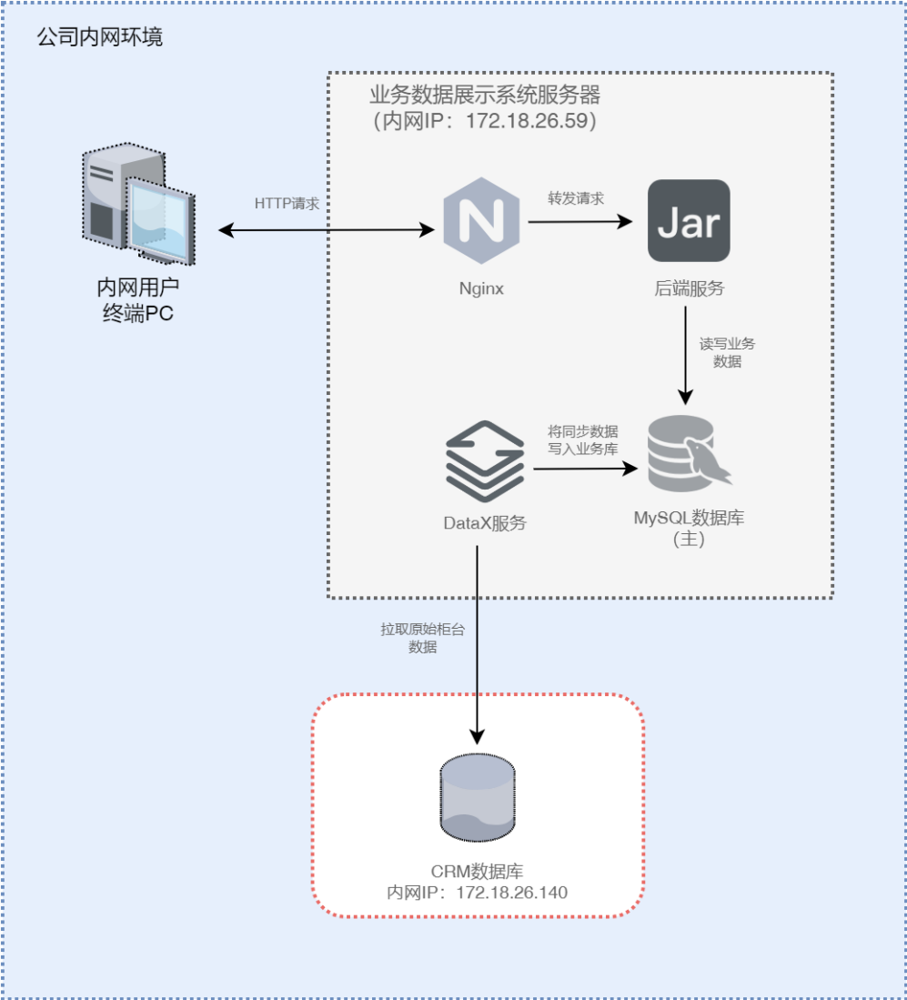 公司内网环境
业务数据展示系统服务器
（内网IP：172.18.26.59）
HTTP请求
转发请求
N
Jar
内网用户
终端PC
Nginx
后端服务
读写业务
数据
将同步数据
写入业务库
DataX服务
MySQL数据库
(主)
拉取原始柜台
数据
CRM数据库
内网IP：172.18.26.140